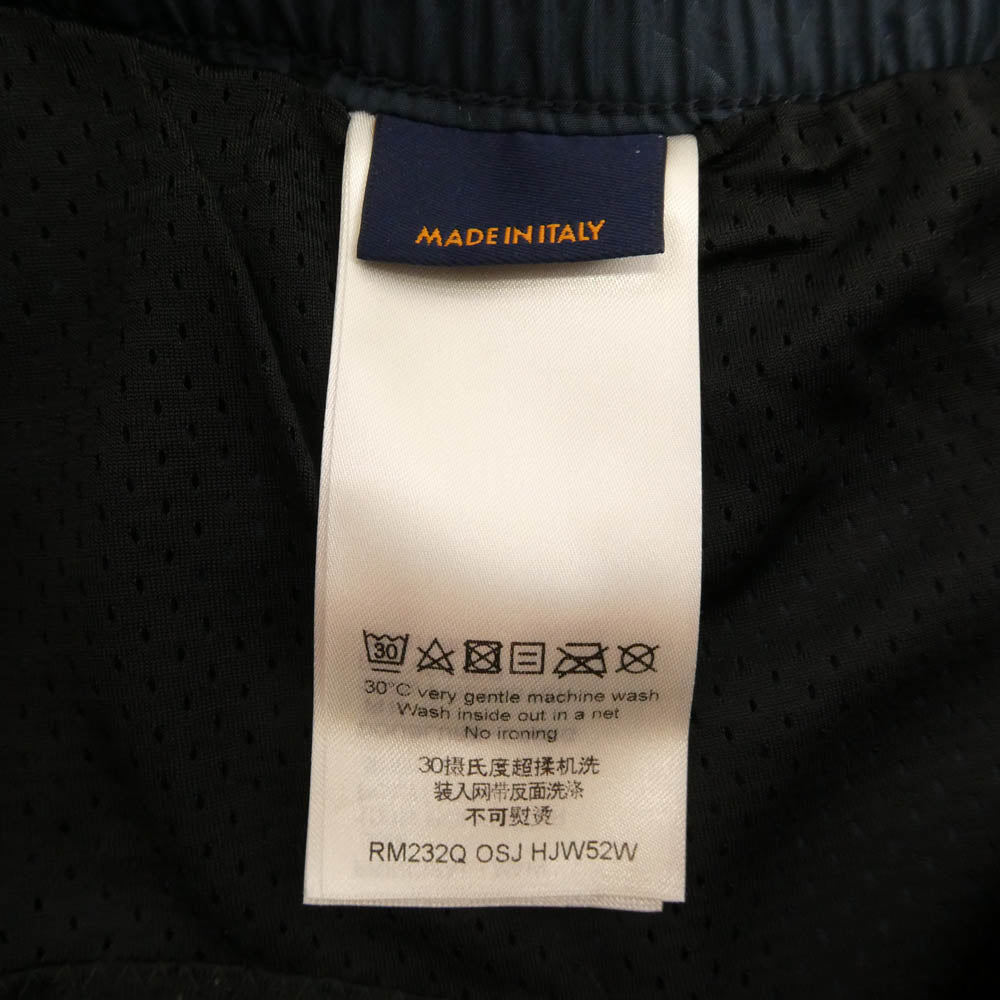 MADE IN ITALY
30
30°C very gentle machine wash
Wash inside out in a net
No ironing
30摄氏度超揉机洗
装入网带反面洗涤
不可熨烫
RM232Q OSJ HJW52W